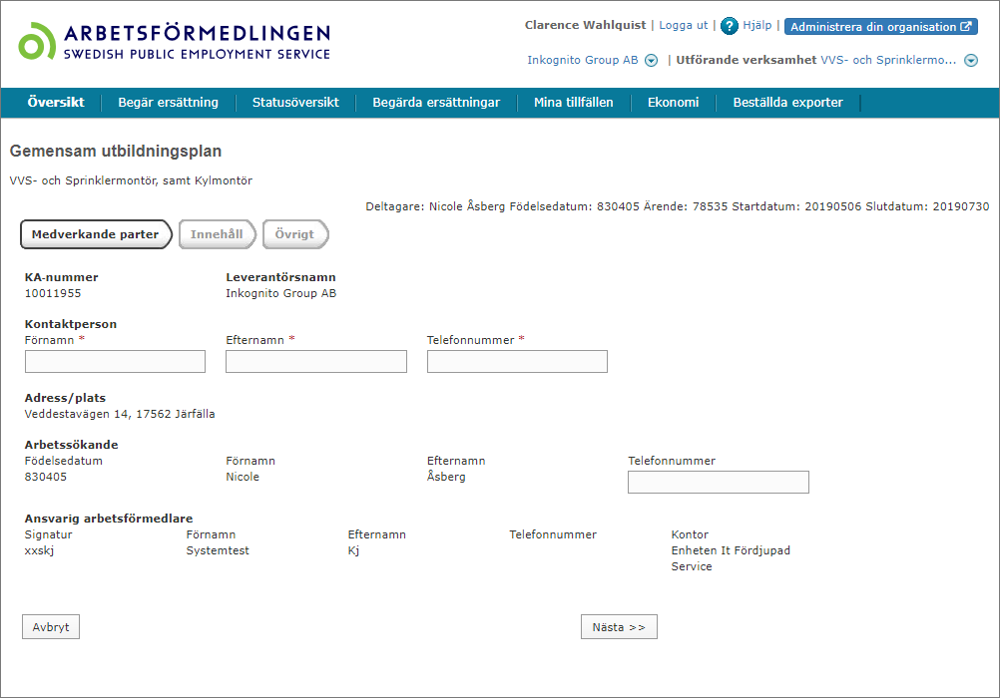 ARBETSFÖRMEDLINGEN
SWEDISH PUBLIC EMPLOYMENT SERVICE
Clarence Wahlquist | Logga ut | ? Hjälp | Administrera din organisation
Inkognito Group AB | Utförande verksamhet VVS- och Sprinklermo...
Översikt Begär ersättning Statusöversikt Begärda ersättningar Mina tillfällen Ekonomi Beställda exporter
Gemensam utbildningsplan
VVS- och Sprinklermontör, samt Kylmontör
Deltagare: Nicole Åsberg Födelsedatum: 830405 Ärende: 78535 Startdatum: 20190506 Slutdatum: 20190730
Medverkande parter Innehåll Övrigt
KA-nummer Leverantörsnamn
10011955 Inkognito Group AB
Kontaktperson
Förnamn * Efternamn * Telefonnummer *
Adress/plats
Veddestavägen 14, 17562 Järfälla
Arbetssökande
Födelsedatum Förnamn Efternamn Telefonnummer
830405 Nicole Åsberg
Ansvarig arbetsförmedlare
Signatur Förnamn Efternamn Telefonnummer Kontor
xxskj Systemtest Kj Enheten It Fördjupad
Service
Avbryt Nästa >>